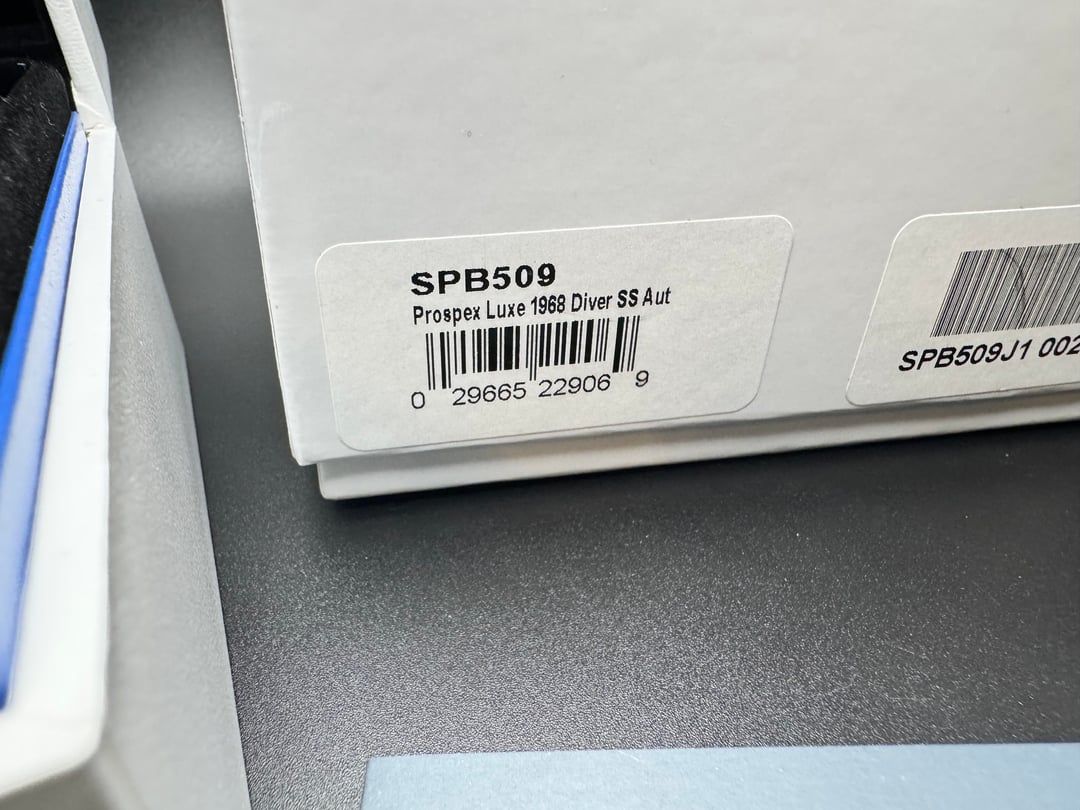 SPB509
Prospex Luxe 1968 Diver SS Aut
0 29665 22906 9
SPB509J1 002